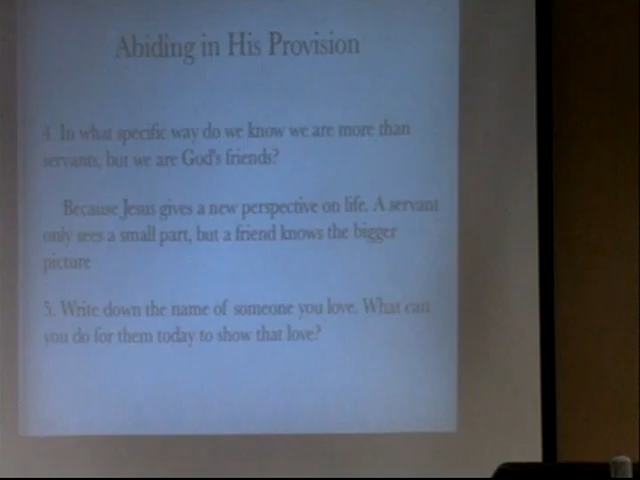 Abiding in His Provision
4. In what specific way do we know we are more than
servants, but we are God's friends?
Because Jesus gives a new perspective on life. A servant
only sees a small part, but a friend knows the bigger
picture
5. Write down the name of someone you love. What can
you do for them today to show that love?